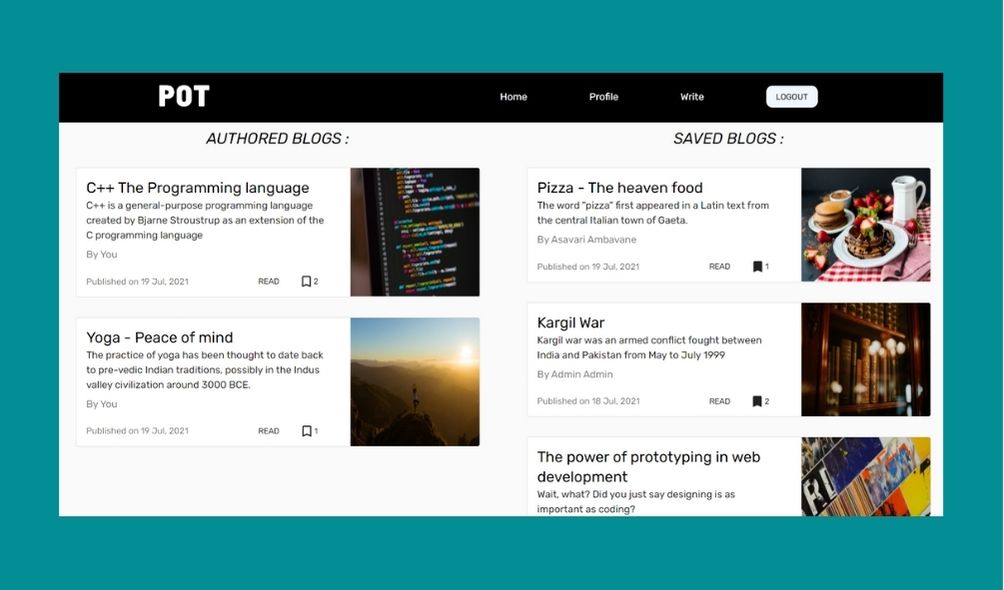 POT
Home
Profile
Write
LOGOUT
AUTHORED BLOGS :
C++ The Programming language
C++ is a general-purpose programming language
created by Bjarne Stroustrup as an extension of the
C programming language
By You
Published on 19 Jul, 2021
READ
2
Yoga - Peace of mind
The practice of yoga has been thought to date back
to pre-vedic Indian traditions, possibly in the Indus
valley civilization around 3000 BCE.
By You
Published on 19 Jul, 2021
READ
1
SAVED BLOGS :
Pizza - The heaven food
The word "pizza" first appeared in a Latin text from
the central Italian town of Gaeta.
By Asavari Ambavane
Published on 19 Jul, 2021
READ
1
Kargil War
Kargil war was an armed conflict fought between
India and Pakistan from May to July 1999
By Admin Admin
Published on 18 Jul, 2021
READ
2
The power of prototyping in web
development
Wait, what? Did you just say designing is as
important as coding?